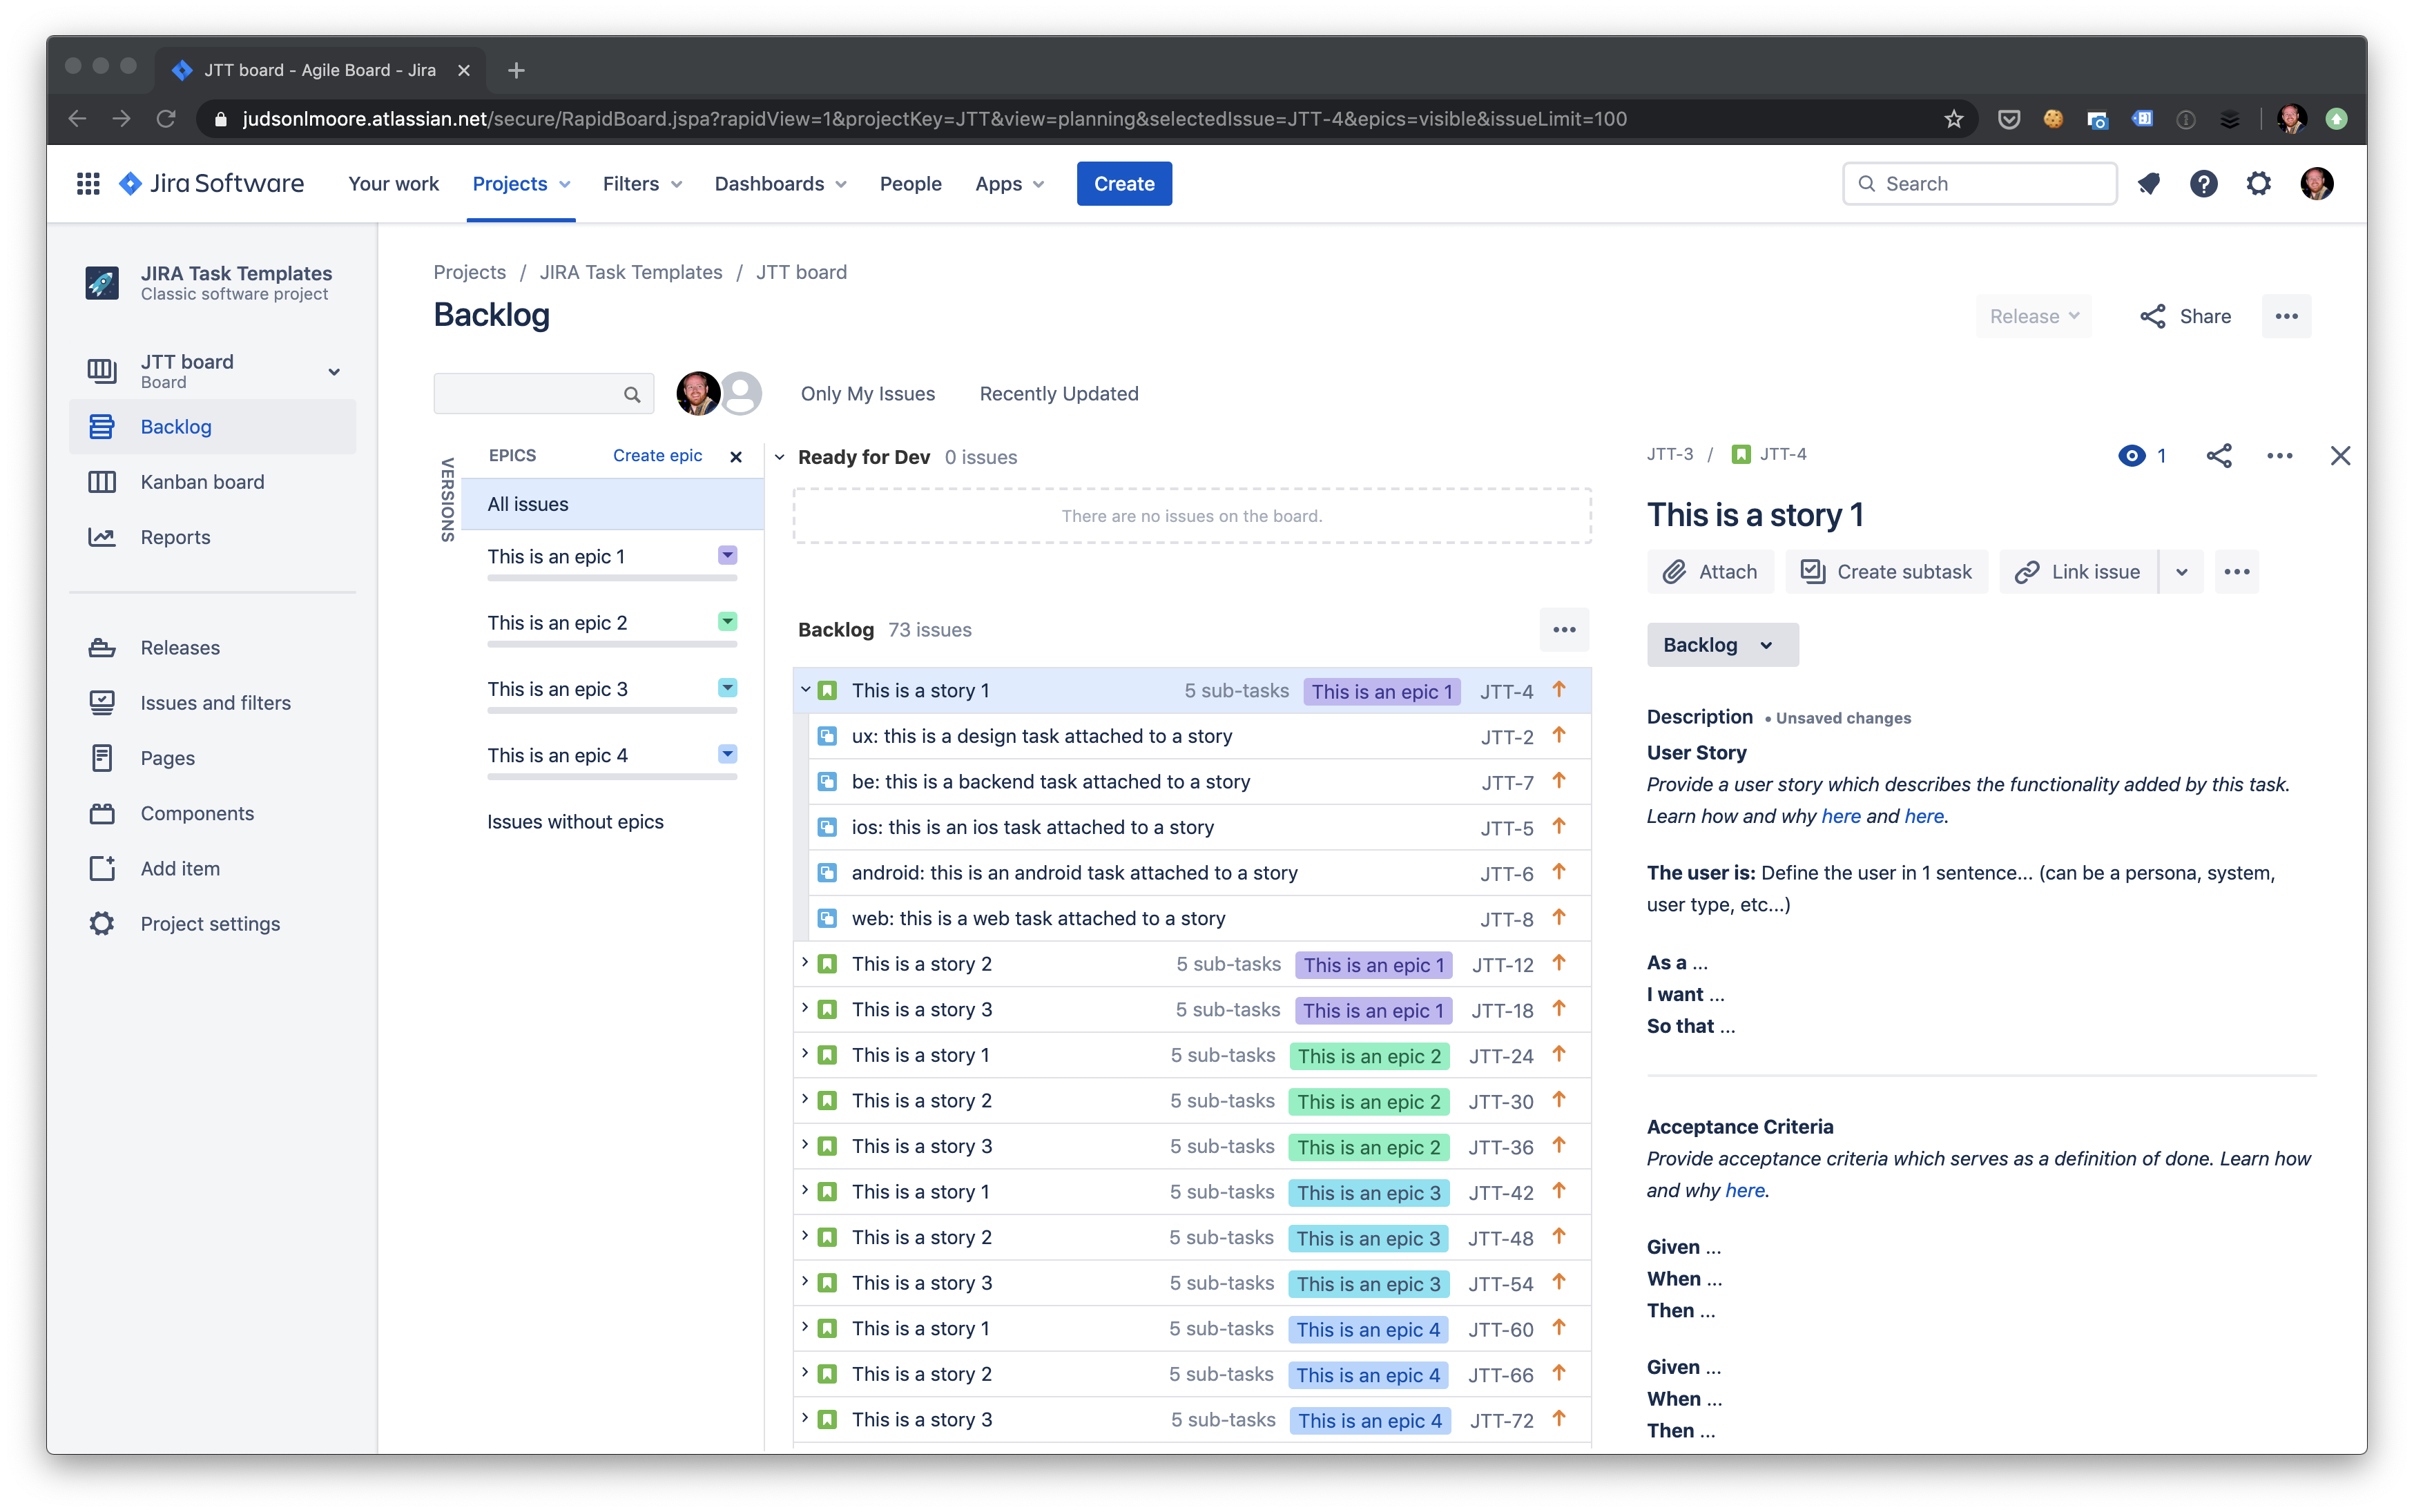 JTT board - Agile Board - Jira
judsonlmoore.atlassian.net/secure/RapidBoard.jspa?rapidView=1&projectKey=JTT&view=planning&selectedIssue=JTT-4&epics=visible&issueLimit=100
Jira Software
Your work
Projects
Filters
Dashboards
People
Apps
Create
Search
JIRA Task Templates
Classic software project
JTT board
Board
Backlog
Kanban board
Reports
Releases
Issues and filters
Pages
Components
Add item
Project settings
Projects / JIRA Task Templates / JTT board
Backlog
Release
Share
Only My Issues
Recently Updated
VERSIONS
EPICS
Create epic
All issues
This is an epic 1
This is an epic 2
This is an epic 3
This is an epic 4
Issues without epics
Ready for Dev 0 issues
There are no issues on the board.
Backlog 73 issues
This is a story 1 5 sub-tasks This is an epic 1 JTT-4
ux: this is a design task attached to a story JTT-2
be: this is a backend task attached to a story JTT-7
ios: this is an ios task attached to a story JTT-5
android: this is an android task attached to a story JTT-6
web: this is a web task attached to a story JTT-8
This is a story 2 5 sub-tasks This is an epic 1 JTT-12
This is a story 3 5 sub-tasks This is an epic 1 JTT-18
This is a story 1 5 sub-tasks This is an epic 2 JTT-24
This is a story 2 5 sub-tasks This is an epic 2 JTT-30
This is a story 3 5 sub-tasks This is an epic 2 JTT-36
This is a story 1 5 sub-tasks This is an epic 3 JTT-42
This is a story 2 5 sub-tasks This is an epic 3 JTT-48
This is a story 3 5 sub-tasks This is an epic 3 JTT-54
This is a story 1 5 sub-tasks This is an epic 4 JTT-60
This is a story 2 5 sub-tasks This is an epic 4 JTT-66
This is a story 3 5 sub-tasks This is an epic 4 JTT-72
JTT-3 / JTT-4
1
This is a story 1
Attach
Create subtask
Link issue
Backlog
Description • Unsaved changes
User Story
Provide a user story which describes the functionality added by this task.
Learn how and why here and here.
The user is: Define the user in 1 sentence... (can be a persona, system,
user type, etc...)
As a ...
I want ...
So that ...
Acceptance Criteria
Provide acceptance criteria which serves as a definition of done. Learn how
and why here.
Given ...
When ...
Then ...
Given ...
When ...
Then ...